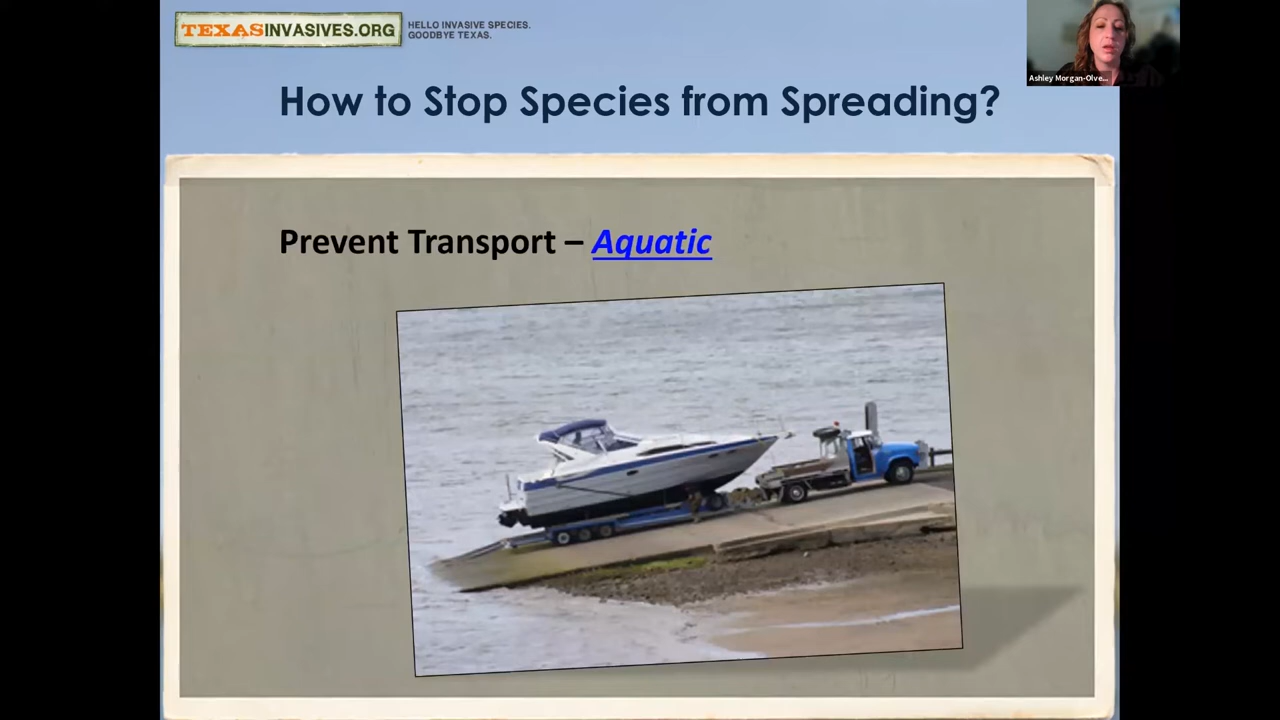 TEXASINVASIVES.ORG
HELLO INVASIVE SPECIES.
GOODBYE TEXAS.
Ashley Morgan-Olve...
How to Stop Species from Spreading?
Prevent Transport – Aquatic